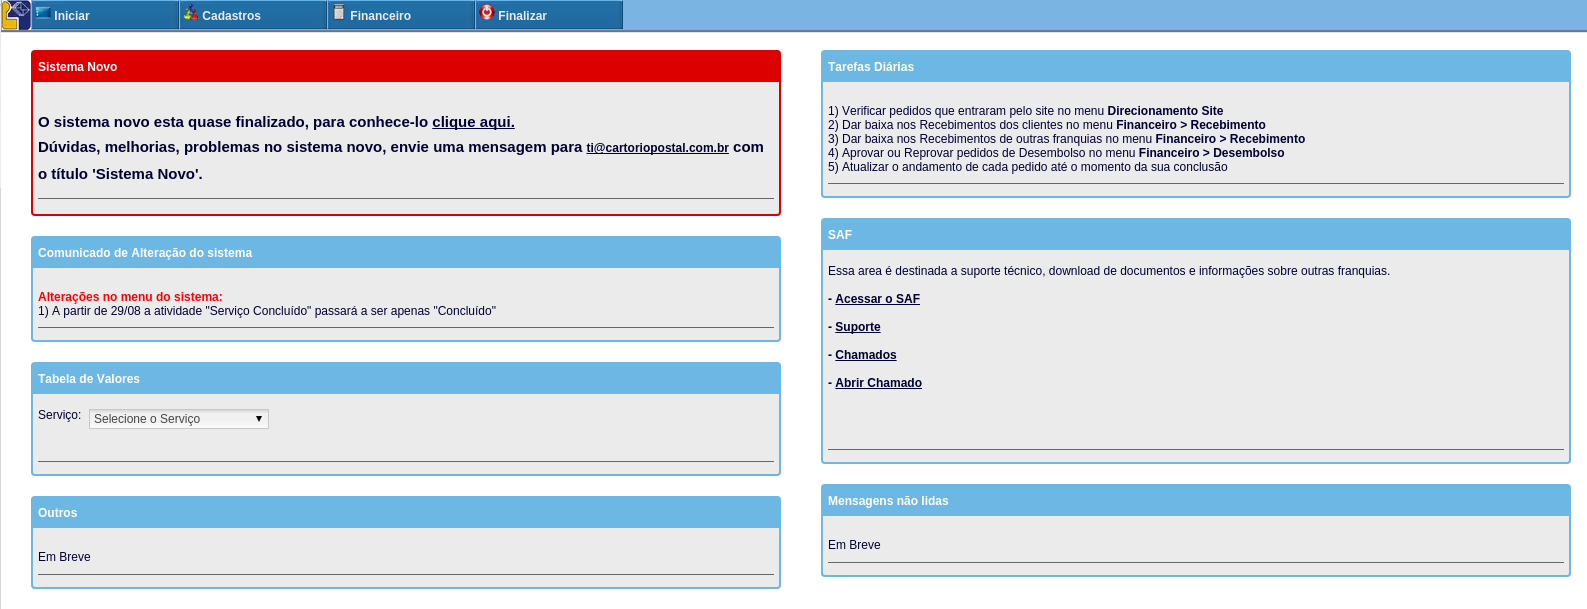 Iniciar
Cadastros
Financeiro
Finalizar
Sistema Novo
O sistema novo esta quase finalizado, para conhece-lo clique aqui.
Dúvidas, melhorias, problemas no sistema novo, envie uma mensagem para ti@cartoriopostal.com.br com
o título 'Sistema Novo'.
Comunicado de Alteração do sistema
Alterações no menu do sistema:
1) A partir de 29/08 a atividade "Serviço Concluído" passará a ser apenas "Concluído"
Tabela de Valores
Serviço: Selecione o Serviço
Outros
Em Breve
Tarefas Diárias
1) Verificar pedidos que entraram pelo site no menu Direcionamento Site
2) Dar baixa nos Recebimentos dos clientes no menu Financeiro > Recebimento
3) Dar baixa nos Recebimentos de outras franquias no menu Financeiro > Recebimento
4) Aprovar ou Reprovar pedidos de Desembolso no menu Financeiro > Desembolso
5) Atualizar o andamento de cada pedido até o momento da sua conclusão
SAF
Essa area é destinada a suporte técnico, download de documentos e informações sobre outras franquias.
- Acessar o SAF
- Suporte
- Chamados
- Abrir Chamado
Mensagens não lidas
Em Breve